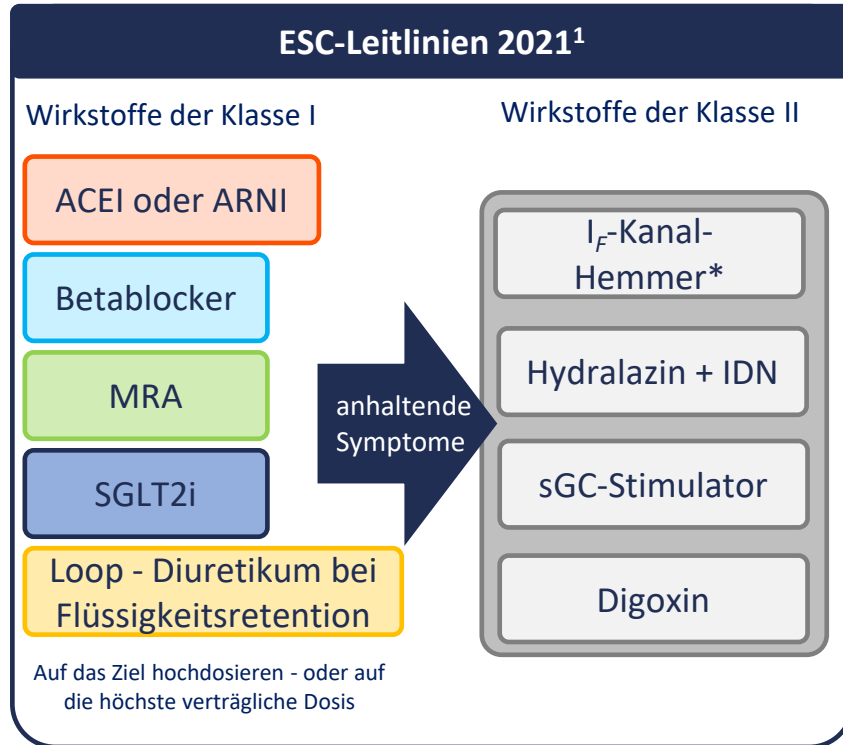 ESC-Leitlinien 2021¹
Wirkstoffe der Klasse I
ACEI oder ARNI
Betablocker
MRA
SGLT2i
Loop - Diuretikum bei
Flüssigkeitsretention
Auf das Ziel hochdosieren - oder auf
die höchste verträgliche Dosis
anhaltende
Symptome
Wirkstoffe der Klasse II
I_F-Kanal-
Hemmer*
Hydralazin + IDN
sGC-Stimulator
Digoxin